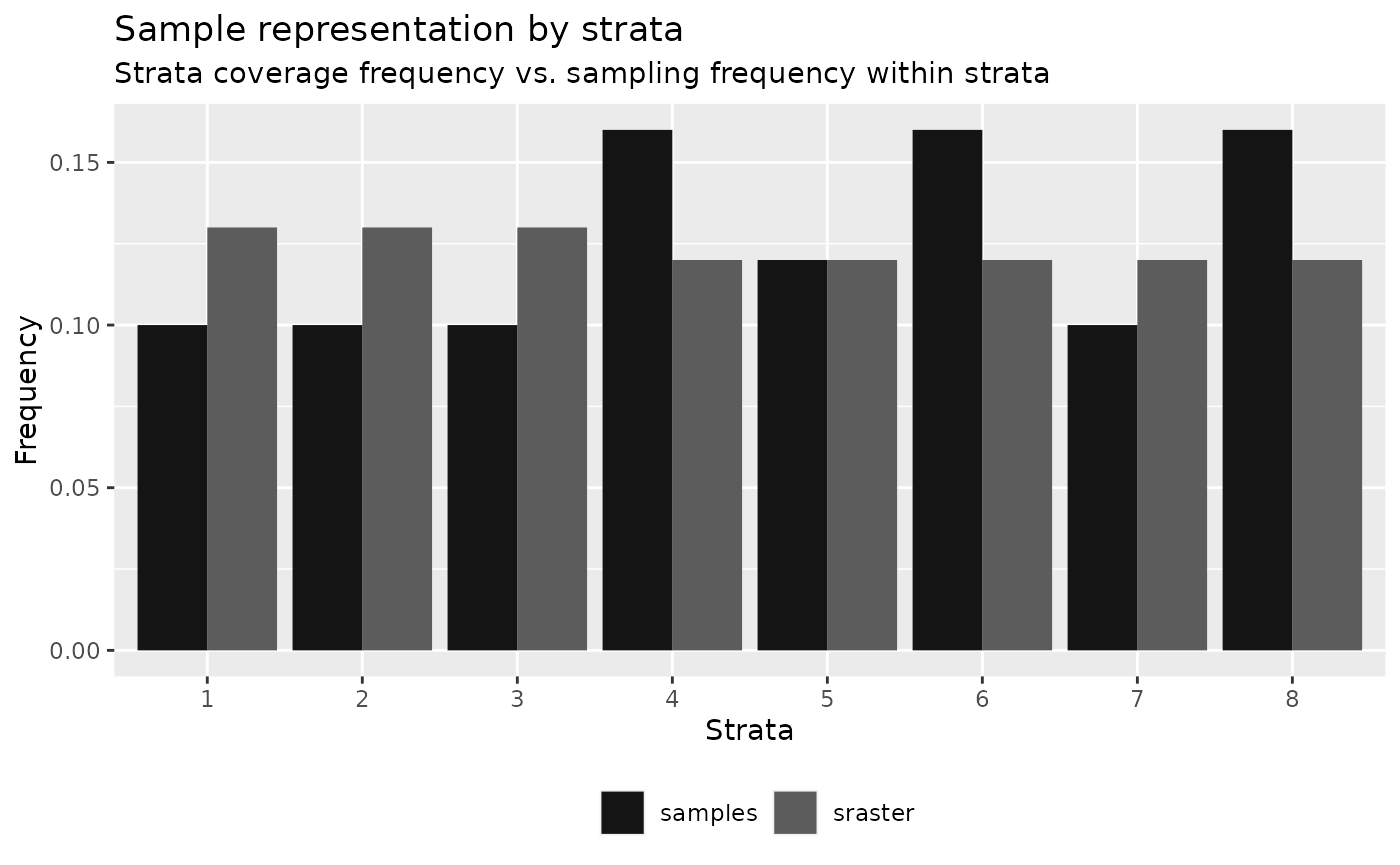 Sample representation by strata
Strata coverage frequency vs. sampling frequency within strata
Frequency
0.15
0.10
0.05
0.00
1 2 3 4 5 6 7 8
Strata
samples sraster